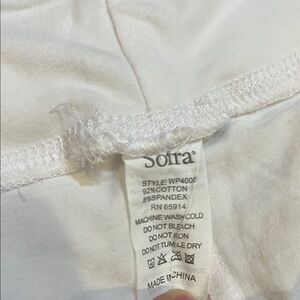 Sofra®
STYLE: WP4000
92%COTTON
8%SPANDEX
RN 65914
MACHINE WASH COLD
DO NOT BLEACH
DO NOT IRON
DO NOT TUMBLE DRY
MADE IN CHINA